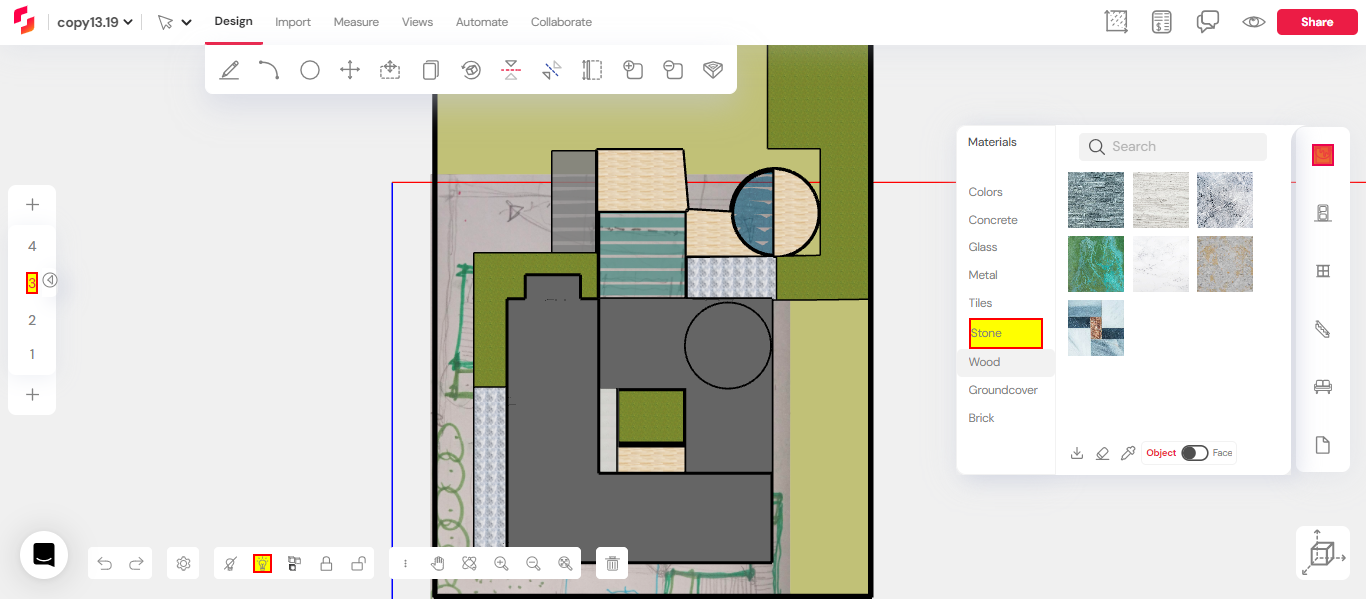 copy13.19
Design
Import
Measure
Views
Automate
Collaborate
Share
4
3
2
1
Materials
Search
Colors
Concrete
Glass
Metal
Tiles
Stone
Wood
Groundcover
Brick
Object
Face